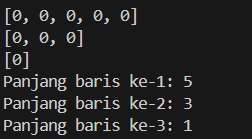 [0, 0, 0, 0, 0]
[0, 0, 0]
[0]
Panjang baris ke-1: 5
Panjang baris ke-2: 3
Panjang baris ke-3: 1